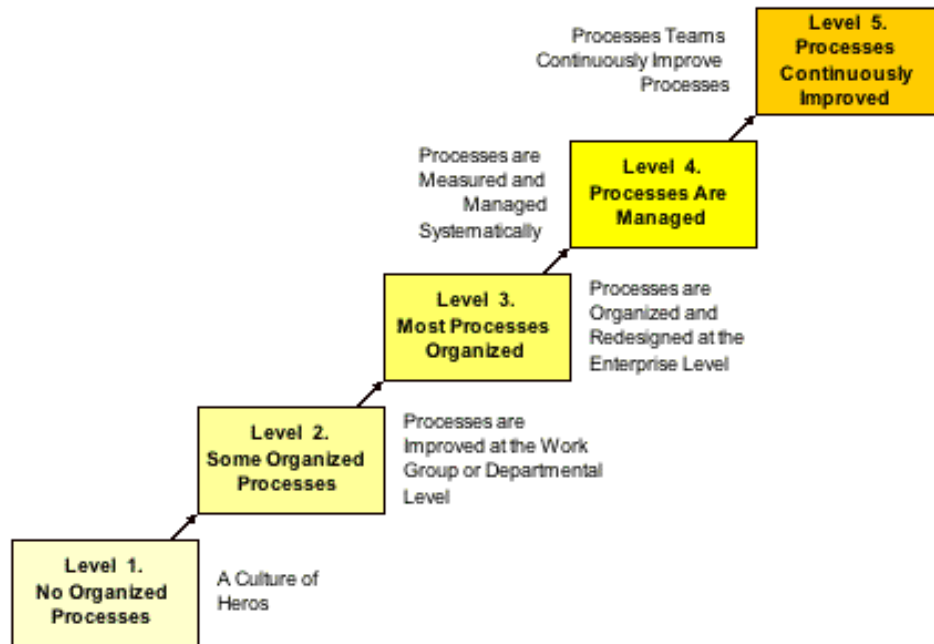 Level 5.
Processes
Continuously
Improved
Processes Teams
Continuously Improve
Processes
Level 4.
Processes Are
Managed
Processes are
Measured and
Managed
Systematically
Level 3.
Most Processes
Organized
Processes are
Organized and
Redesigned at the
Enterprise Level
Level 2.
Some Organized
Processes
Processes are
Improved at the Work
Group or Departmental
Level
Level 1.
No Organized
Processes
A Culture of
Heros